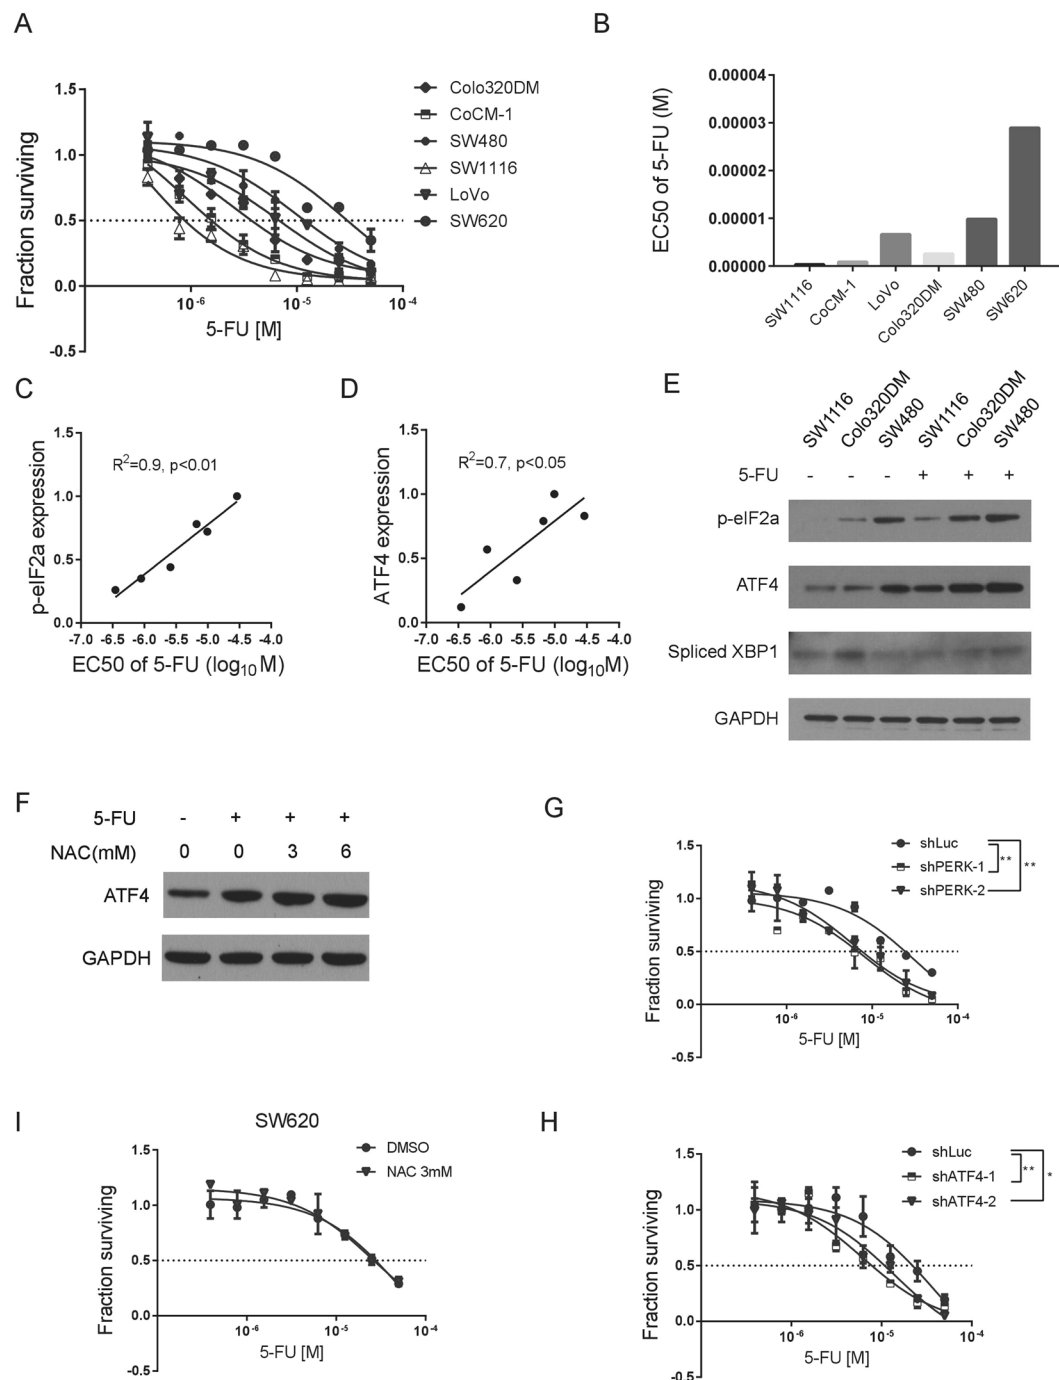 A
Fraction surviving
1.5
1.0
0.5
0.0
-0.5
10-6
10-5
10-4
5-FU [M]
Colo320DM
CoCM-1
SW480
SW1116
LoVo
SW620
B
EC50 of 5-FU (M)
0.00004
0.00003
0.00002
0.00001
0.00000
SW1116
CoCM-1
LoVo
Colo320DM
SW480
SW620
C
p-eIF2a expression
1.5
1.0
0.5
0.0
R2=0.9, p<0.01
-7.0 -6.5 -6.0 -5.5 -5.0 -4.5 -4.0
EC50 of 5-FU (log10M)
D
ATF4 expression
1.5
1.0
0.5
0.0
R2=0.7, p<0.05
-7.0 -6.5 -6.0 -5.5 -5.0 -4.5 -4.0
EC50 of 5-FU (log10M)
E
SW1116
Colo320DM
SW480
SW1116
Colo320DM
SW480
5-FU - - - + + +
p-eIF2a
ATF4
Spliced XBP1
GAPDH
F
5-FU - + + +
NAC(mM) 0 0 3 6
ATF4
GAPDH
G
Fraction surviving
1.5
1.0
0.5
0.0
-0.5
10-6
10-5
10-4
5-FU [M]
shLuc
shPERK-1
shPERK-2
**
**
I
SW620
Fraction surviving
1.5
1.0
0.5
0.0
-0.5
10-6
10-5
10-4
5-FU [M]
DMSO
NAC 3mM
H
Fraction surviving
1.5
1.0
0.5
0.0
-0.5
10-6
10-5
10-4
5-FU [M]
shLuc
shATF4-1
shATF4-2
**
*